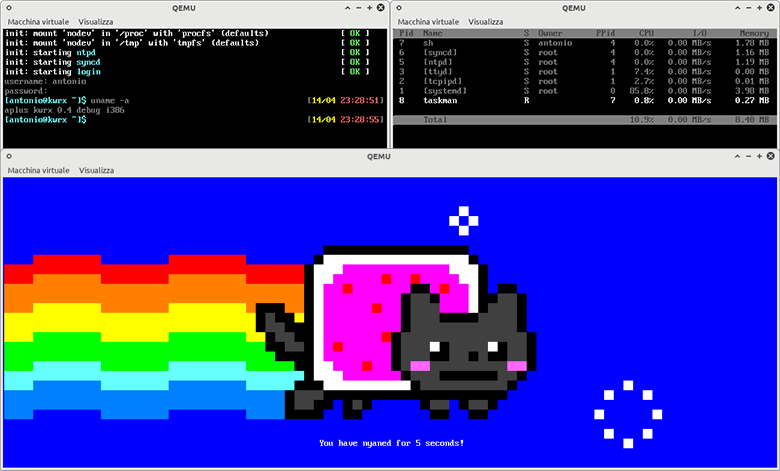 QEMU
Macchina virtuale Visualizza
init: mount 'nodev' in '/proc' with 'procfs' (defaults) [ OK ]
init: mount 'nodev' in '/tmp' with 'tmpfs' (defaults) [ OK ]
init: starting ntpd [ OK ]
init: starting syncd [ OK ]
init: starting login [ OK ]
username: antonio
password:
[antonio@kwrx ~]$ uname -a [14/04 23:28:51]
aplus kwrx 0.4 debug i386
[antonio@kwrx ~]$ [14/04 23:28:55]
QEMU
Macchina virtuale Visualizza
Pid Name S Owner PPid CPU I/O Memory
7 sh S antonio 4 0.0% 0.00 MB/s 1.78 MB
6 [syncd] S root 4 0.0% 0.00 MB/s 1.16 MB
5 [ntpd] S root 4 0.0% 0.00 MB/s 1.19 MB
3 [ttyd] S root 1 7.4% 0.00 MB/s 0.00 MB
2 [tcpipd] S root 1 2.7% 0.00 MB/s 0.01 MB
1 [systemd] S root 0 85.8% 0.00 MB/s 3.98 MB
8 taskman R 7 0.8% 0.00 MB/s 0.27 MB
Total 10.9% 0.00 MB/s 8.40 MB
QEMU
Macchina virtuale Visualizza
You have nyaned for 5 seconds!